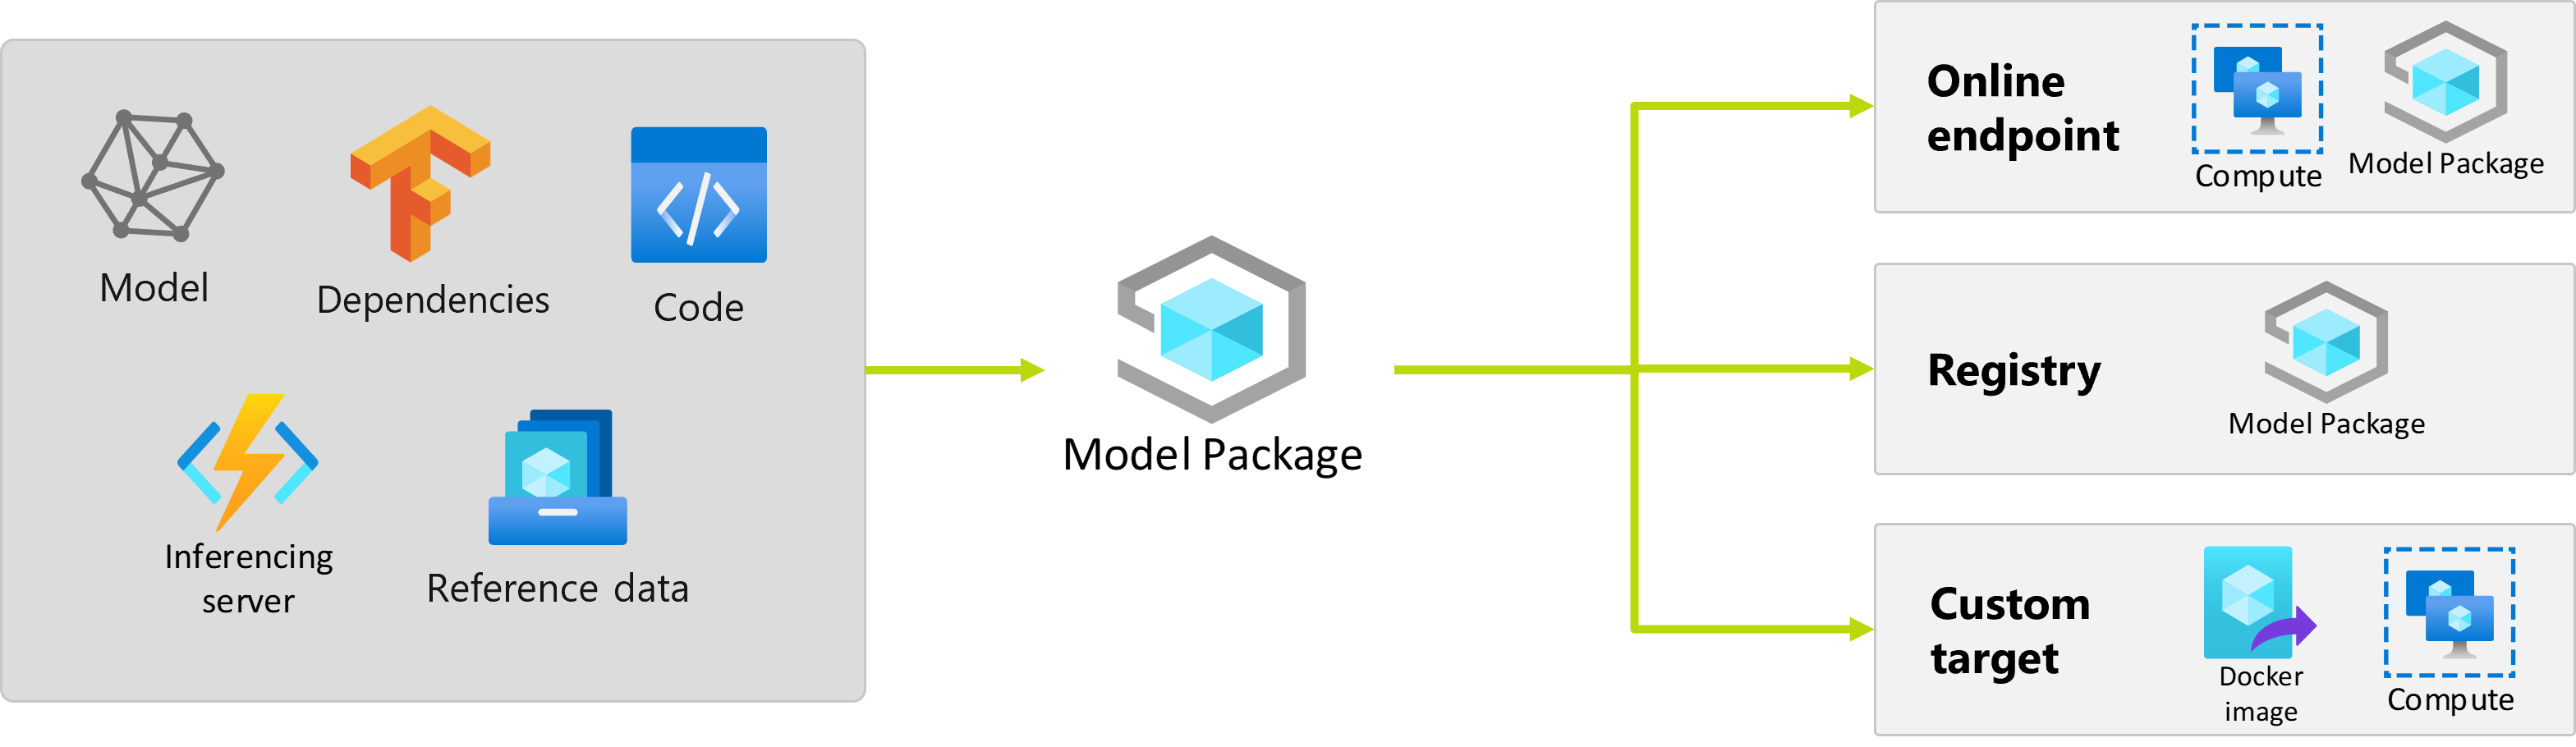 Model
Dependencies
Code
Inferencing
server
Reference data
Model Package
Online
endpoint
Compute
Model Package
Registry
Model Package
Custom
target
Docker
image
Compute